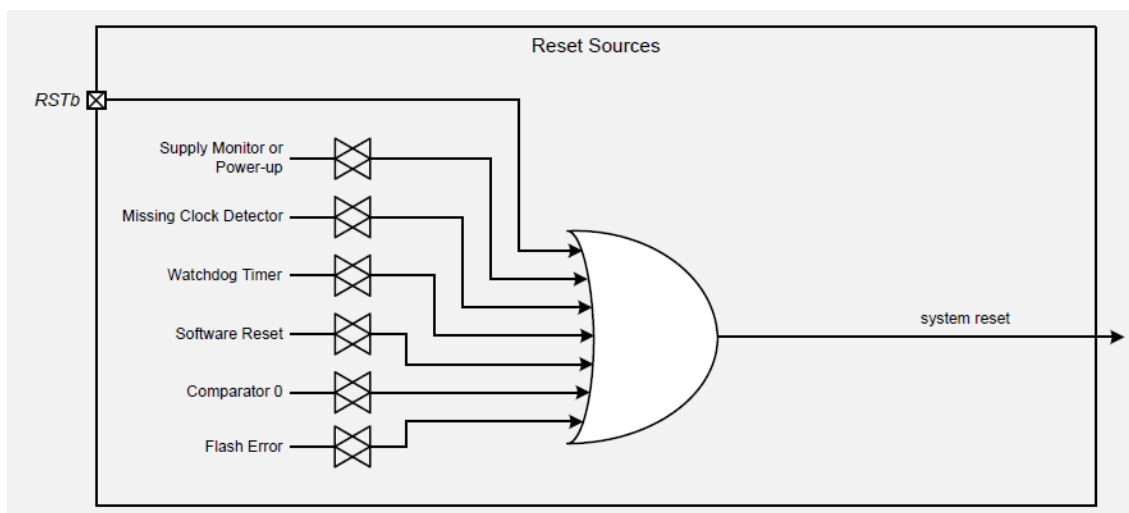 Reset Sources
RSTb
Supply Monitor or
Power-up
Missing Clock Detector
Watchdog Timer
Software Reset
Comparator 0
Flash Error
system reset